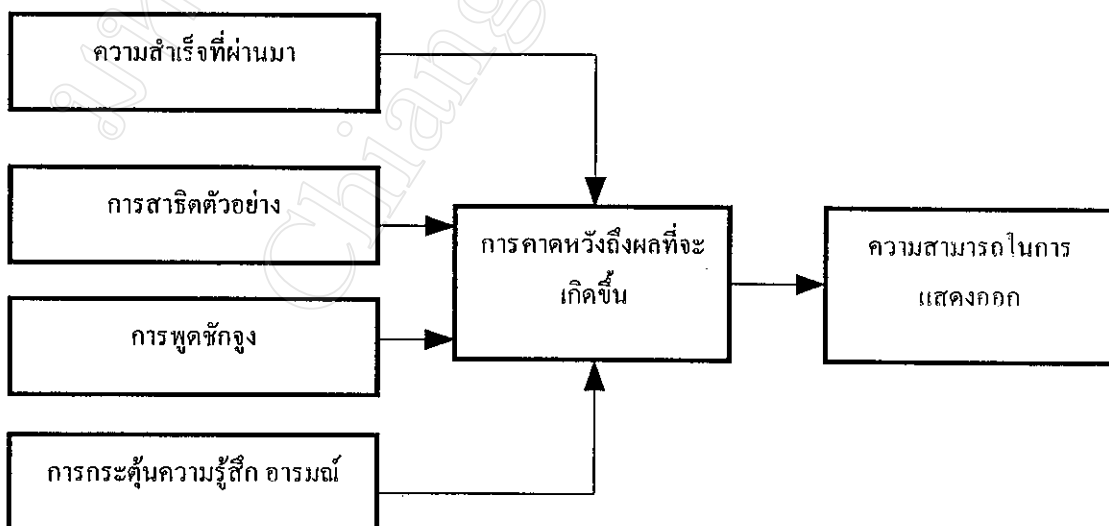 ความสำเร็จที่ผ่านมา
การสาธิตตัวอย่าง
การพูดชักจูง
การกระตุ้นความรู้สึก อารมณ์
การคาดหวังถึงผลที่จะ
เกิดขึ้น
ความสามารถในการ
แสดงออก
Chiang